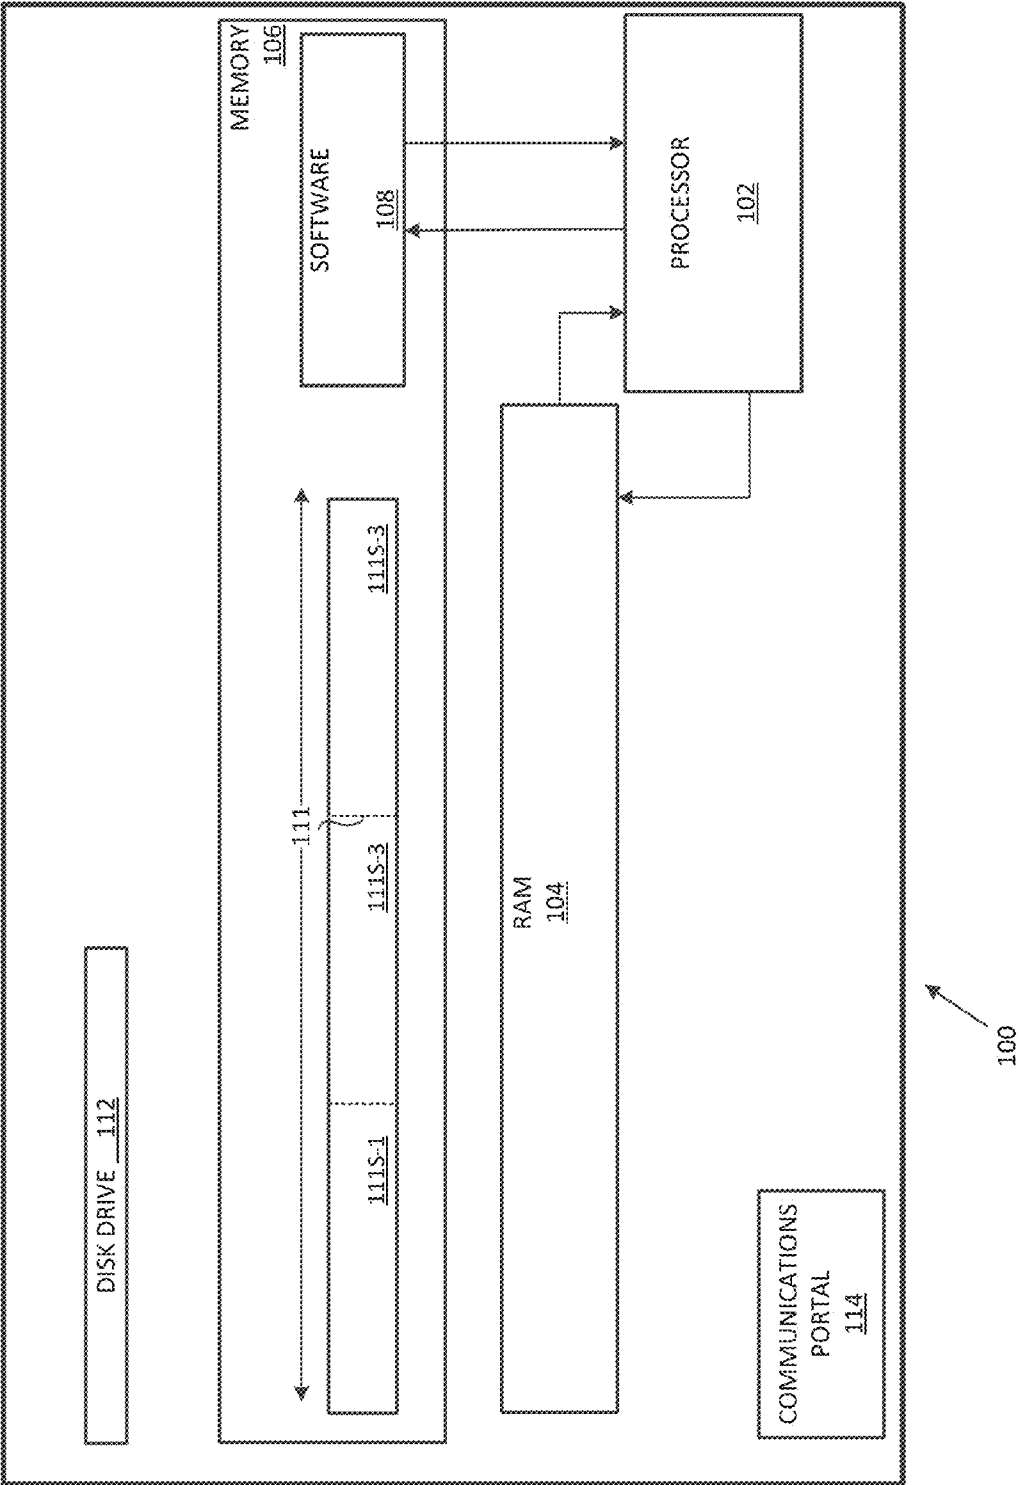 DISK DRIVE 112
MEMORY
106
SOFTWARE
108
111
111S-1
111S-3
111S-3
RAM
104
PROCESSOR
102
COMMUNICATIONS
PORTAL
114
100